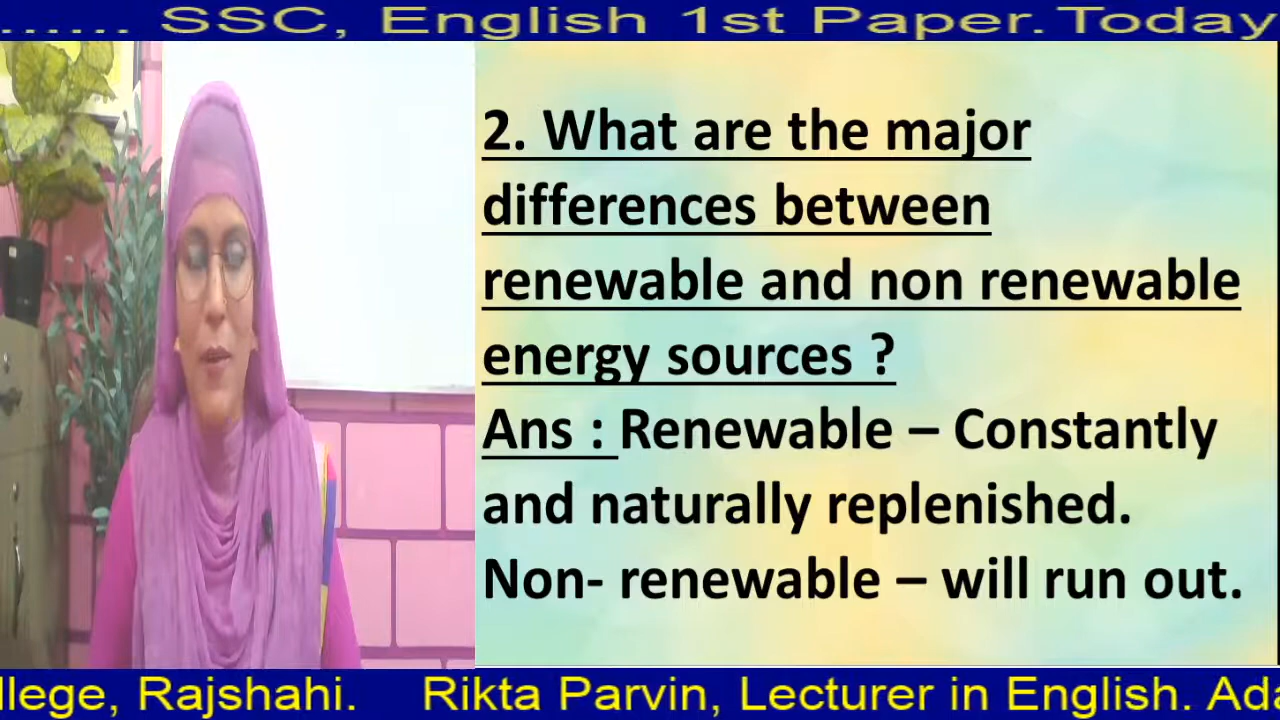 ...... SSC, English 1st Paper. Today
2. What are the major
differences between
renewable and non renewable
energy sources ?
Ans : Renewable – Constantly
and naturally replenished.
Non- renewable – will run out.
llege, Rajshahi. Rikta Parvin, Lecturer in English. Ada